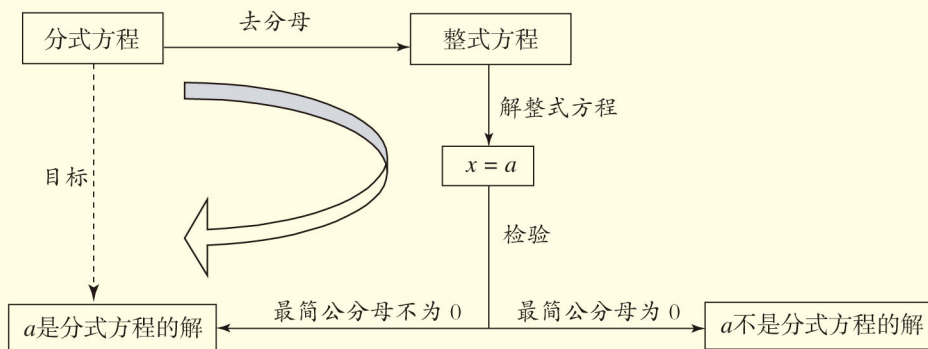 去分母
分式方程
整式方程
解整式方程
x = a
目标
检验
最简公分母不为 0
最简公分母为 0
a是分式方程的解
a不是分式方程的解